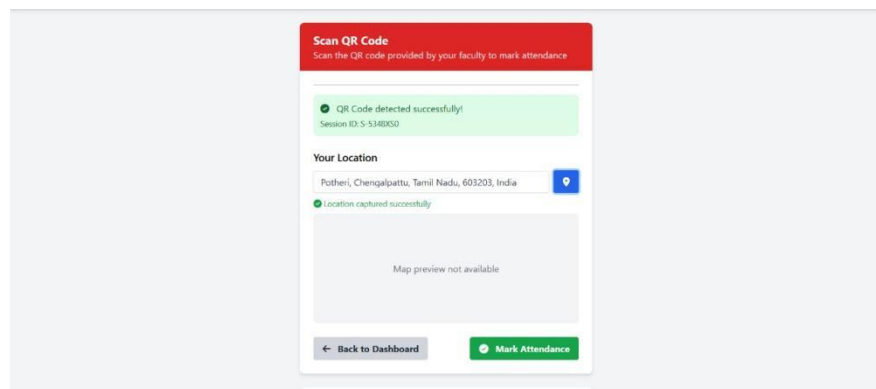 Scan QR Code
Scan the QR code provided by your faculty to mark attendance
QR Code detected successfully!
Session ID: S-5348XS0
Your Location
Potheri, Chengalpattu, Tamil Nadu, 603203, India
Location captured successfully
Map preview not available
← Back to Dashboard
Mark Attendance